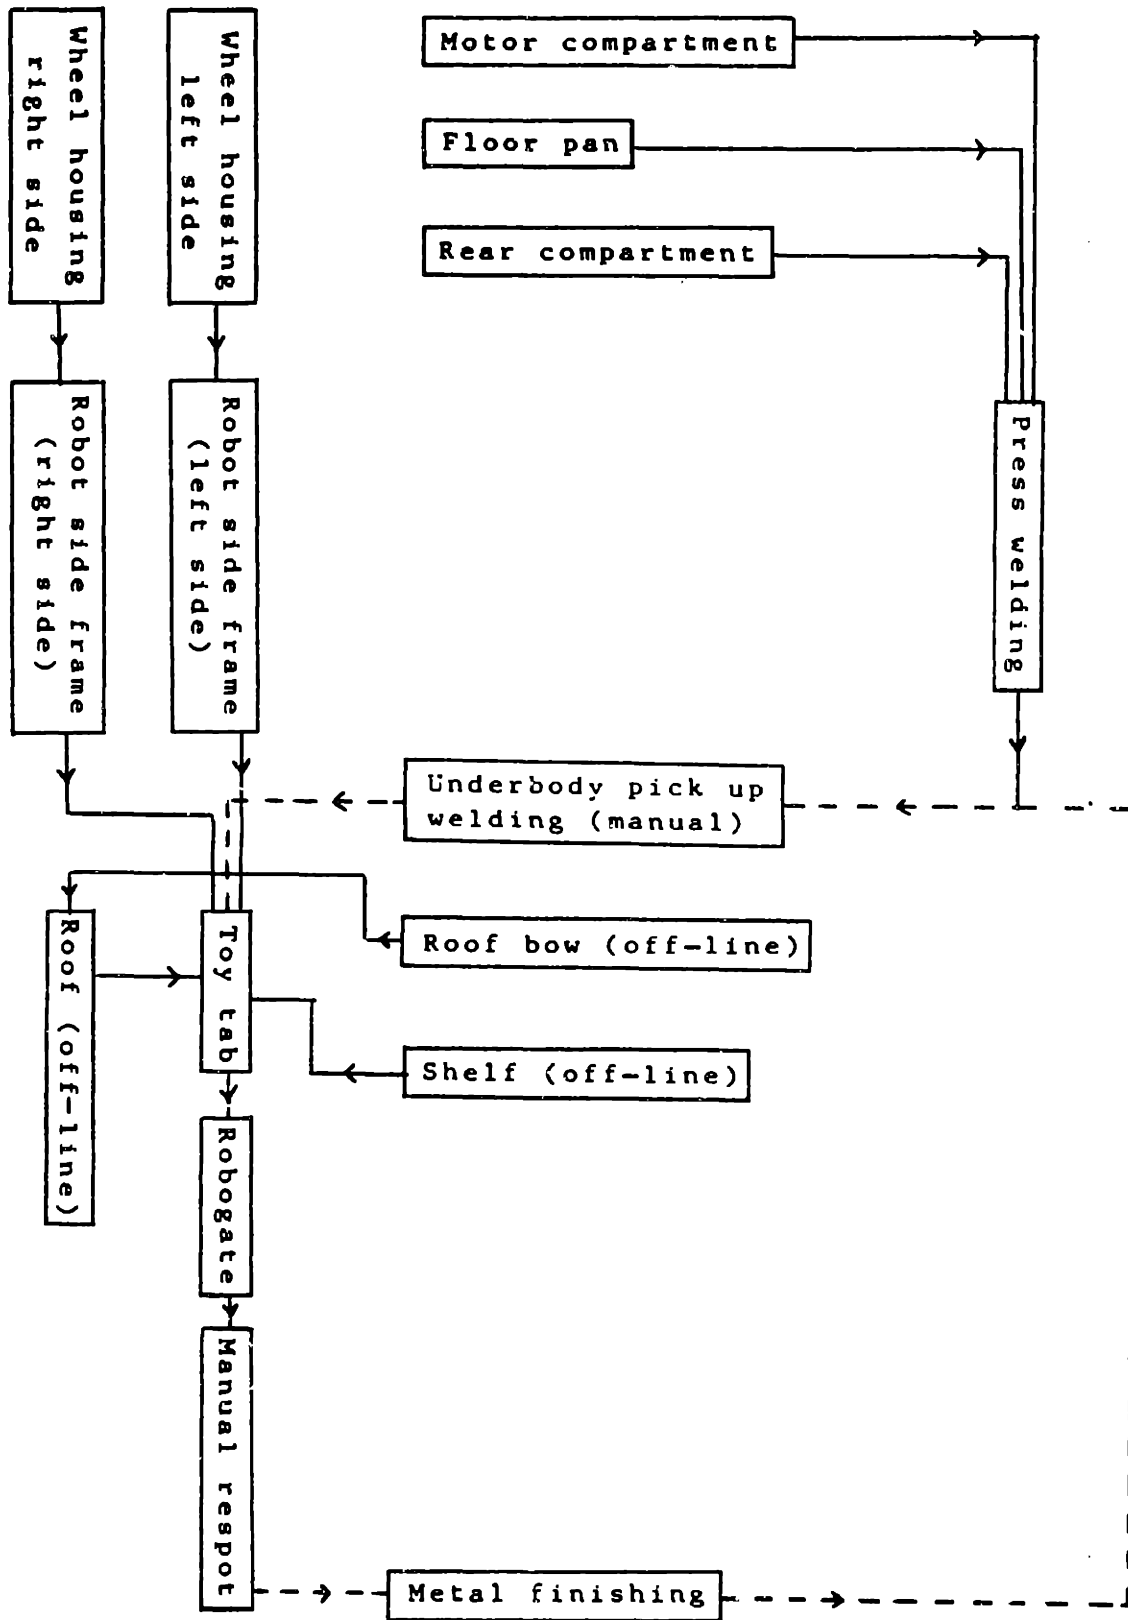 Wheel housing
right side
Wheel housing
left side
Motor compartment
Floor pan
Rear compartment
Robot side frame
(right side)
Robot side frame
(left side)
Press welding
Underbody pick up
welding (manual)
Roof bow (off-line)
Roof (off-line)
Toy tab
Shelf (off-line)
Robogate
Manual respot
Metal finishing